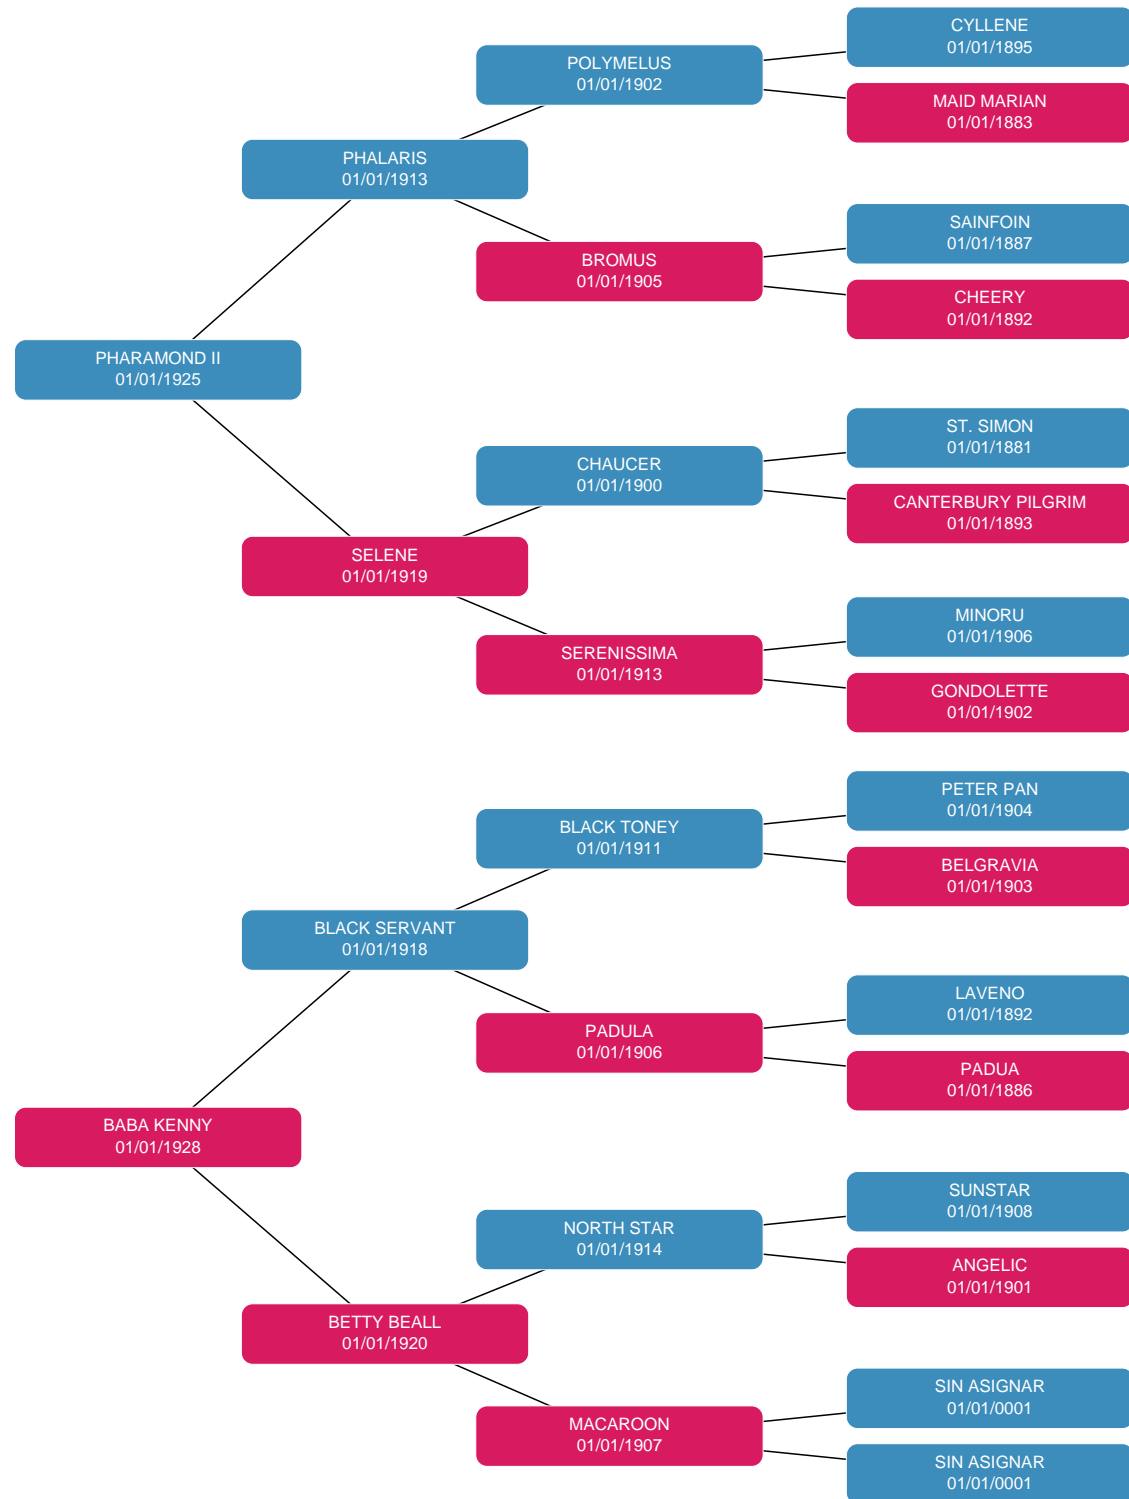 CYLLENE
01/01/1895
POLYMELUS
01/01/1902
MAID MARIAN
01/01/1883
PHALARIS
01/01/1913
SAINFOIN
01/01/1887
BROMUS
01/01/1905
CHEERY
01/01/1892
PHARAMOND II
01/01/1925
ST. SIMON
01/01/1881
CHAUCER
01/01/1900
CANTERBURY PILGRIM
01/01/1893
SELENE
01/01/1919
MINORU
01/01/1906
SERENISSIMA
01/01/1913
GONDOLETTE
01/01/1902
PETER PAN
01/01/1904
BLACK TONEY
01/01/1911
BELGRAVIA
01/01/1903
BLACK SERVANT
01/01/1918
LAVENO
01/01/1892
PADULA
01/01/1906
PADUA
01/01/1886
BABA KENNY
01/01/1928
SUNSTAR
01/01/1908
NORTH STAR
01/01/1914
ANGELIC
01/01/1901
BETTY BEALL
01/01/1920
SIN ASIGNAR
01/01/0001
MACAROON
01/01/1907
SIN ASIGNAR
01/01/0001